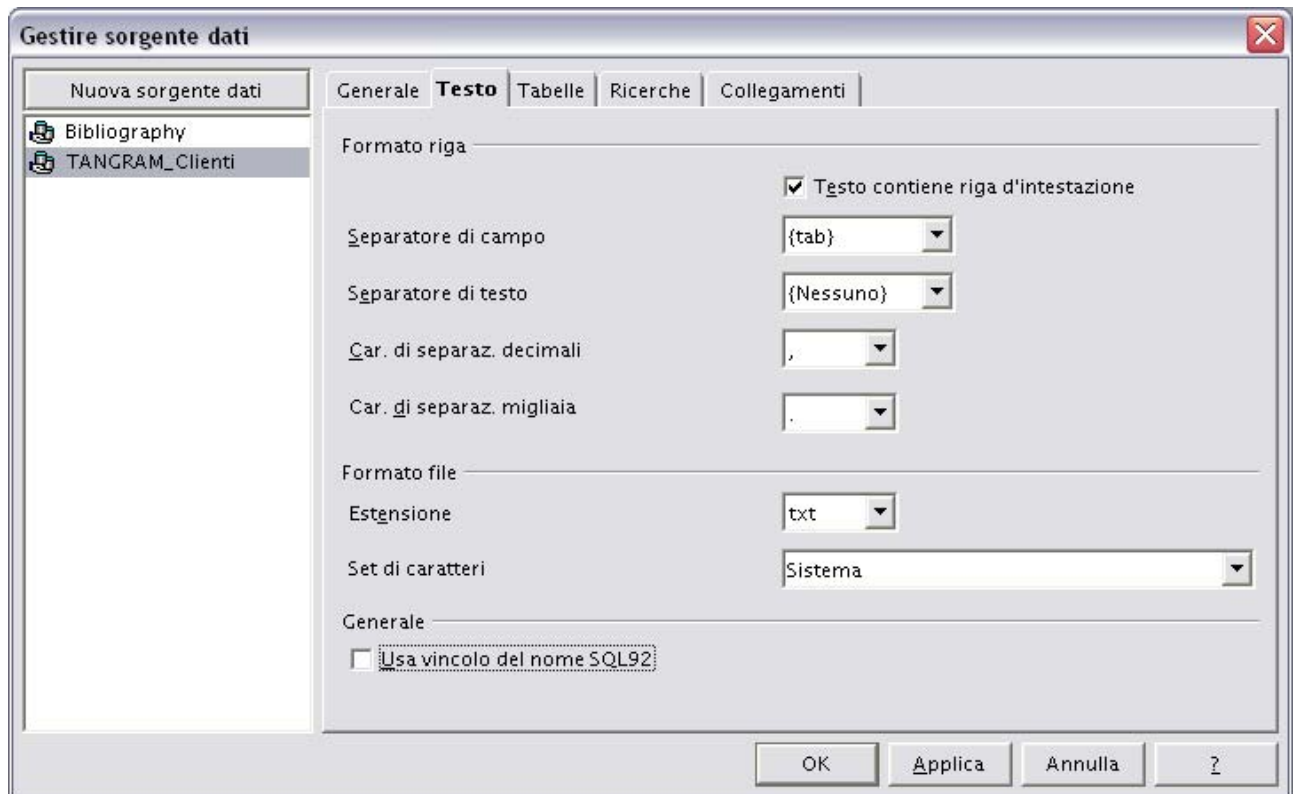 Gestire sorgente dati
Nuova sorgente dati
Bibliography
TANGRAM_Clienti
Generale Testo Tabelle Ricerche Collegamenti
Formato riga
Testo contiene riga d'intestazione
Separatore di campo {tab}
Separatore di testo {Nessuno}
Car. di separaz. decimali ,
Car. di separaz. migliaia .
Formato file
Estensione txt
Set di caratteri Sistema
Generale
Usa vincolo del nome SQL92
OK Applica Annulla ?